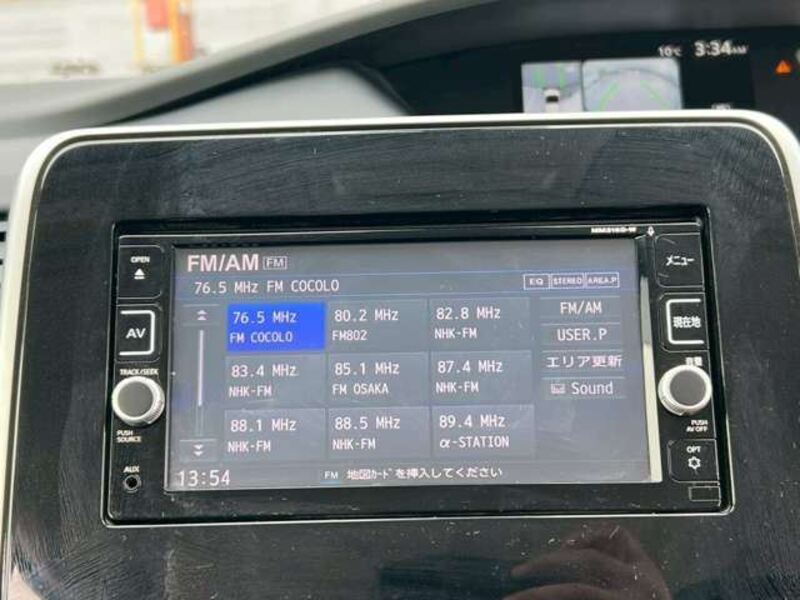 10°C 3:34AM
MM316D-W
OPEN
FM/AM FM
メニュー
76.5 MHz FM COCOLO
EQ STEREO AREA.P
AV
76.5 MHz 80.2 MHz 82.8 MHz FM/AM
FM COCOLO FM802 NHK-FM
現在地
USER.P
83.4 MHz 85.1 MHz 87.4 MHz エリア更新
NHK-FM FM OSAKA NHK-FM Sound
TRACK/SEEK
音量
PUSH
SOURCE
PUSH
AV OFF
88.1 MHz 88.5 MHz 89.4 MHz
NHK-FM NHK-FM α-STATION
AUX
OPT
13:54 FM 地図ｶｰﾄﾞを挿入してください